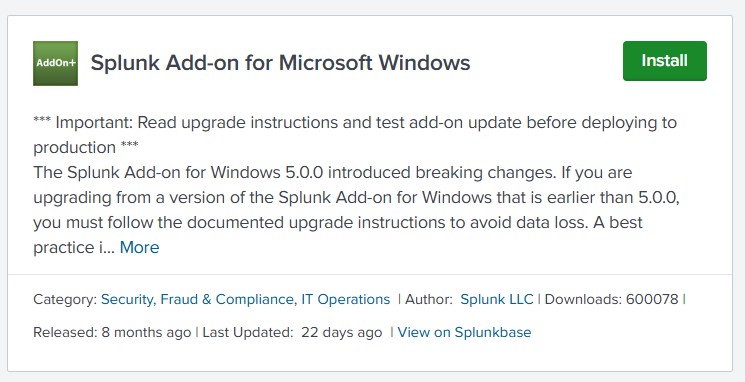 AddOn+
Splunk Add-on for Microsoft Windows
Install
*** Important: Read upgrade instructions and test add-on update before deploying to
production ***
The Splunk Add-on for Windows 5.0.0 introduced breaking changes. If you are
upgrading from a version of the Splunk Add-on for Windows that is earlier than 5.0.0,
you must follow the documented upgrade instructions to avoid data loss. A best
practice i... More
Category: Security, Fraud & Compliance, IT Operations | Author: Splunk LLC | Downloads: 600078 |
Released: 8 months ago | Last Updated: 22 days ago | View on Splunkbase